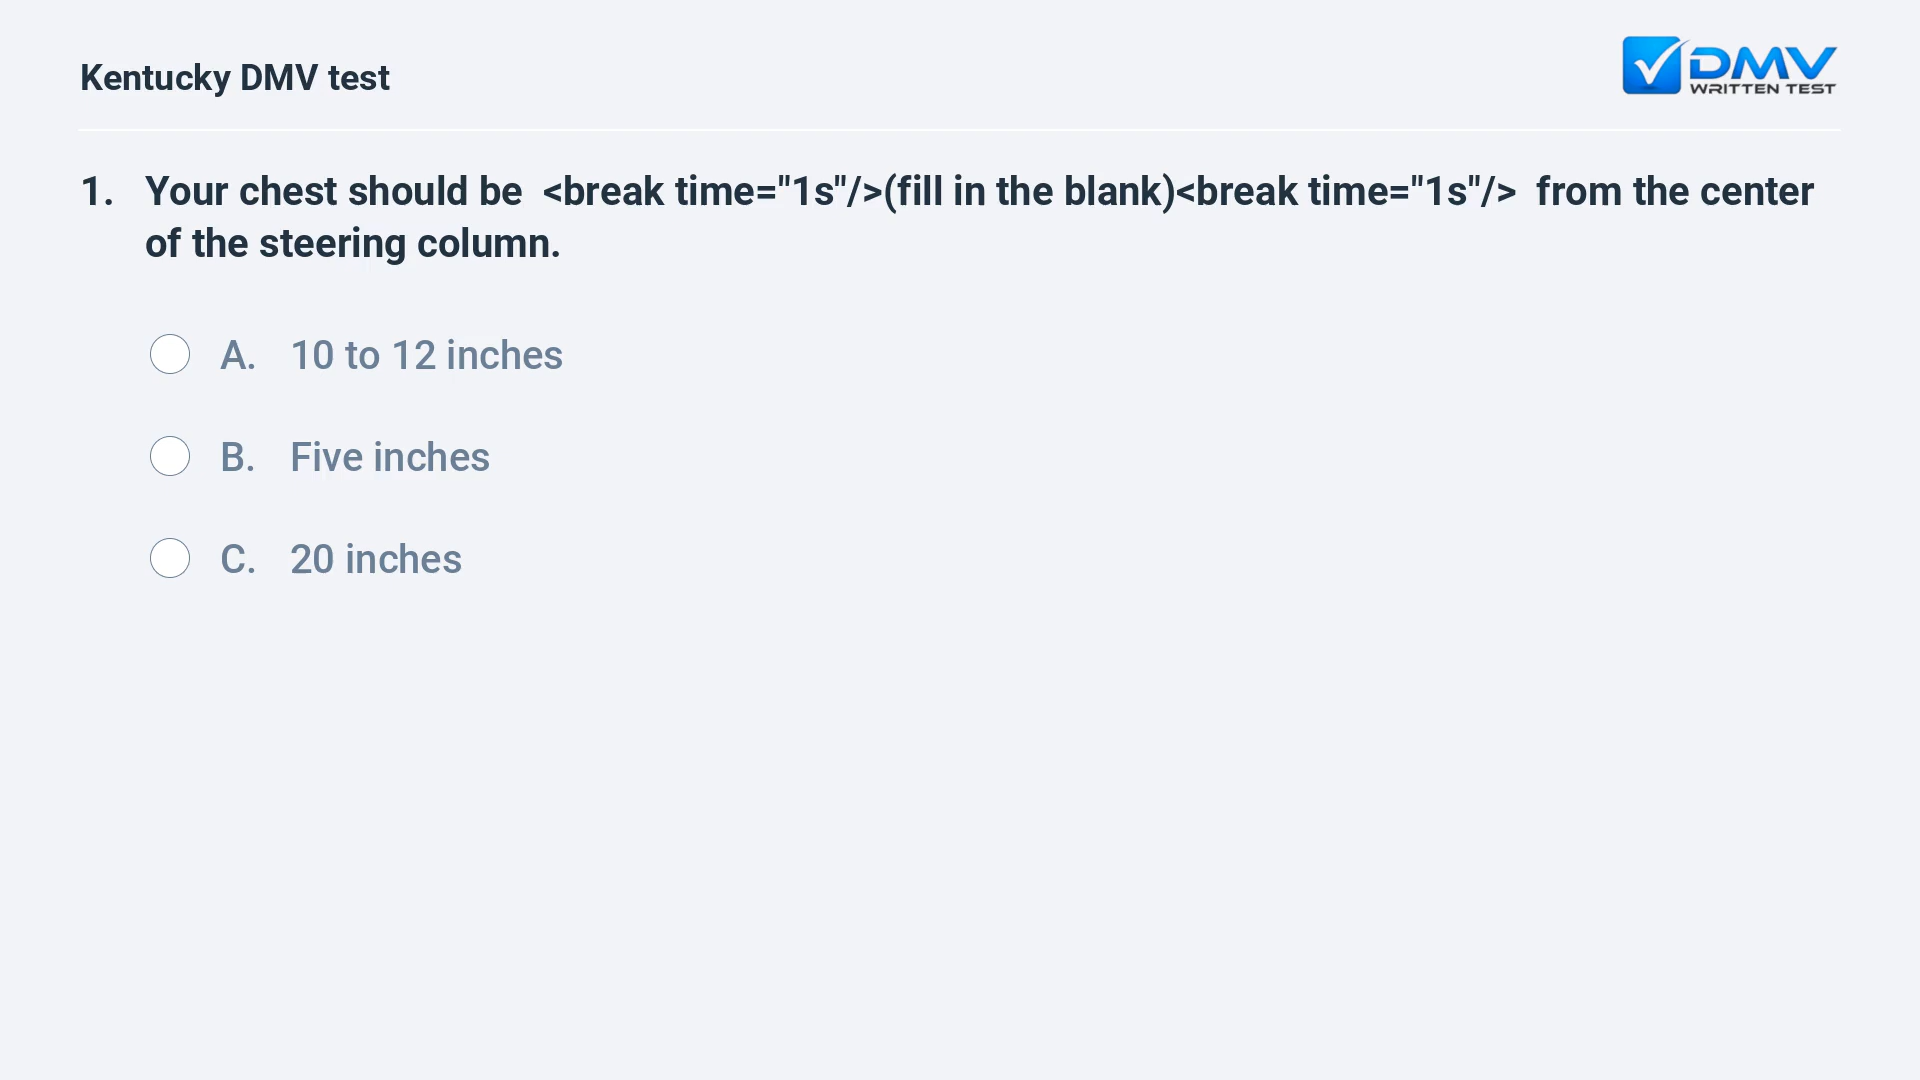 Kentucky DMV test
DMV
WRITTEN TEST
1. Your chest should be <break time="1s"/>(fill in the blank)<break time="1s"/> from the center
of the steering column.
A. 10 to 12 inches
B. Five inches
C. 20 inches